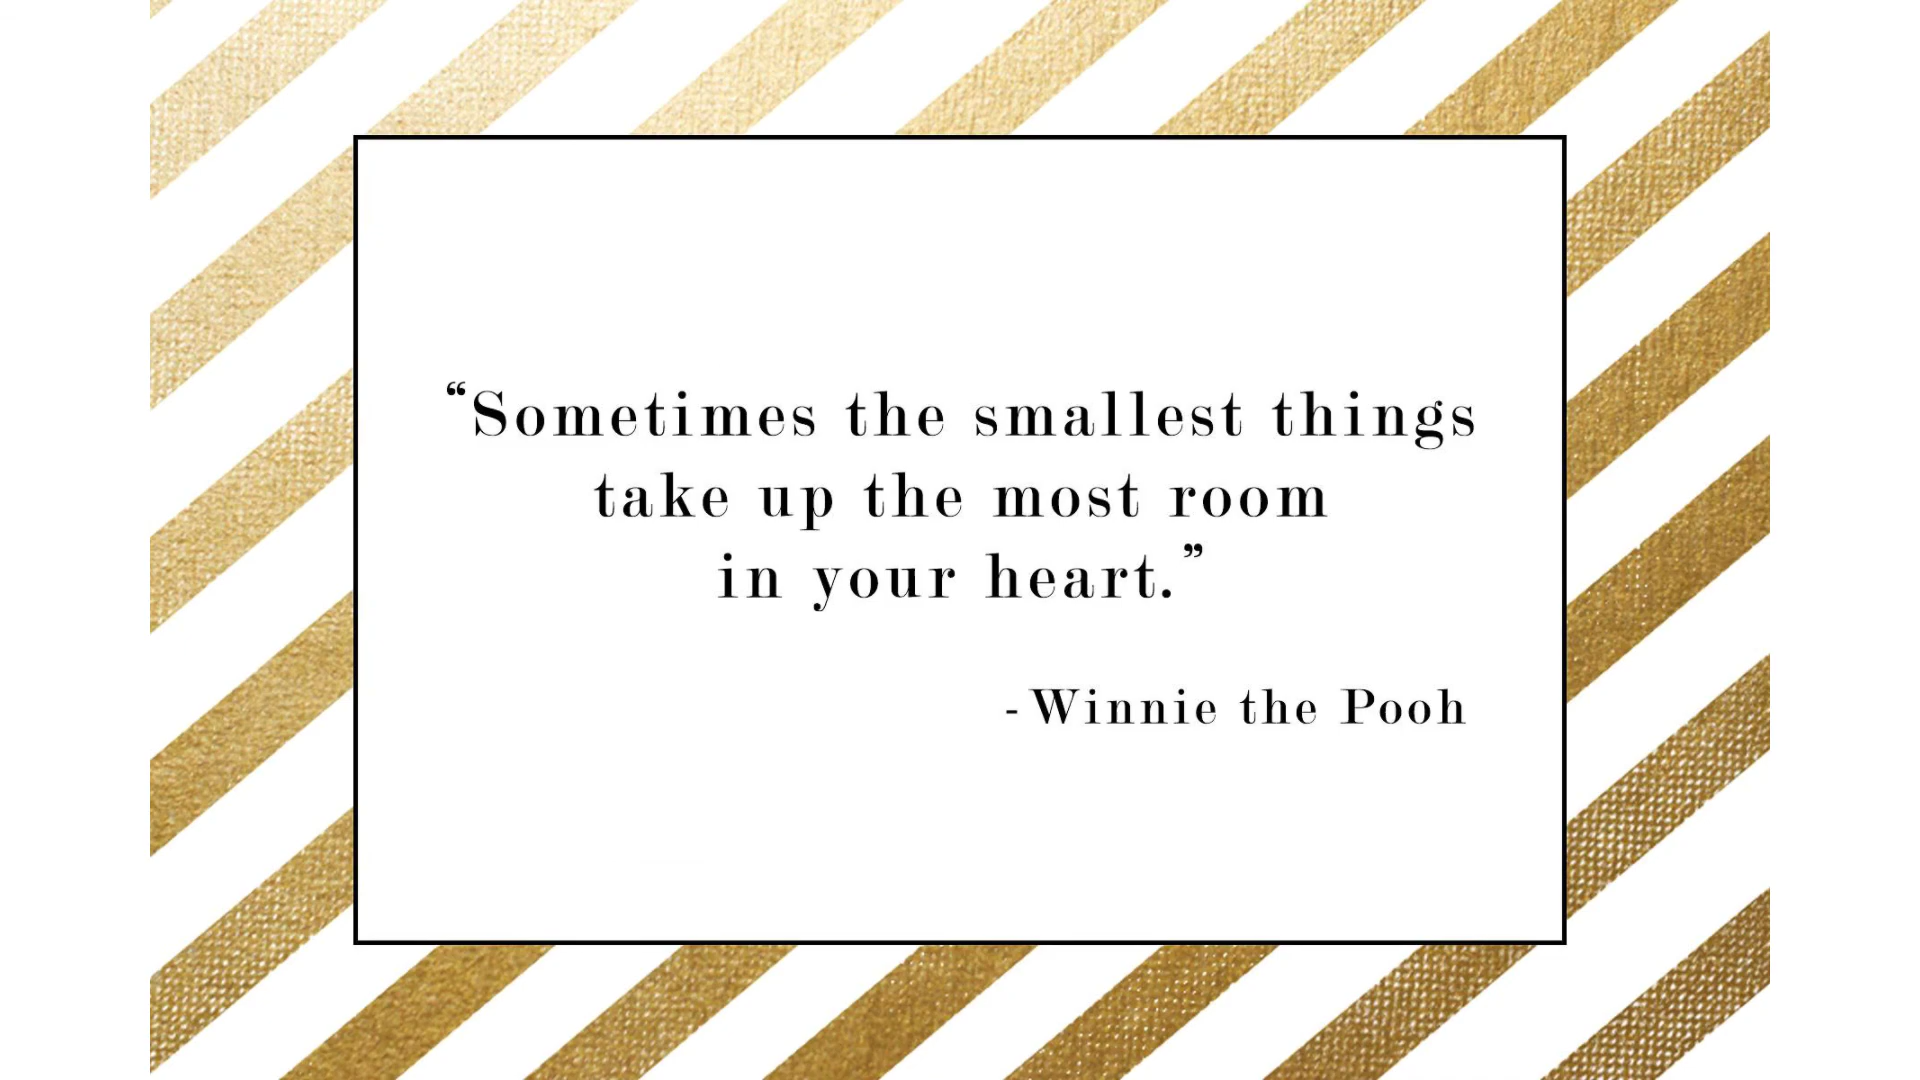 “Sometimes the smallest things
take up the most room
in your heart.”
- Winnie the Pooh